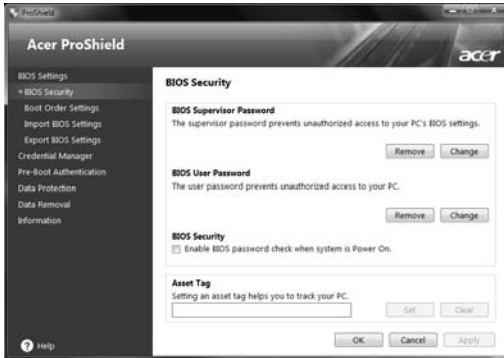 ProShield
Acer ProShield
acer
BIOS Settings
BIOS Security
Boot Order Settings
Import BIOS Settings
Export BIOS Settings
Credential Manager
Pre-Boot Authentication
Data Protection
Data Removal
Information
Help
BIOS Security
BIOS Supervisor Password
The supervisor password prevents unauthorized access to your PC's BIOS settings.
Remove Change
BIOS User Password
The user password prevents unauthorized access to your PC.
Remove Change
BIOS Security
Enable BIOS password check when system is Power On.
Asset Tag
Setting an asset tag helps you to track your PC.
Set Clear
OK Cancel Apply